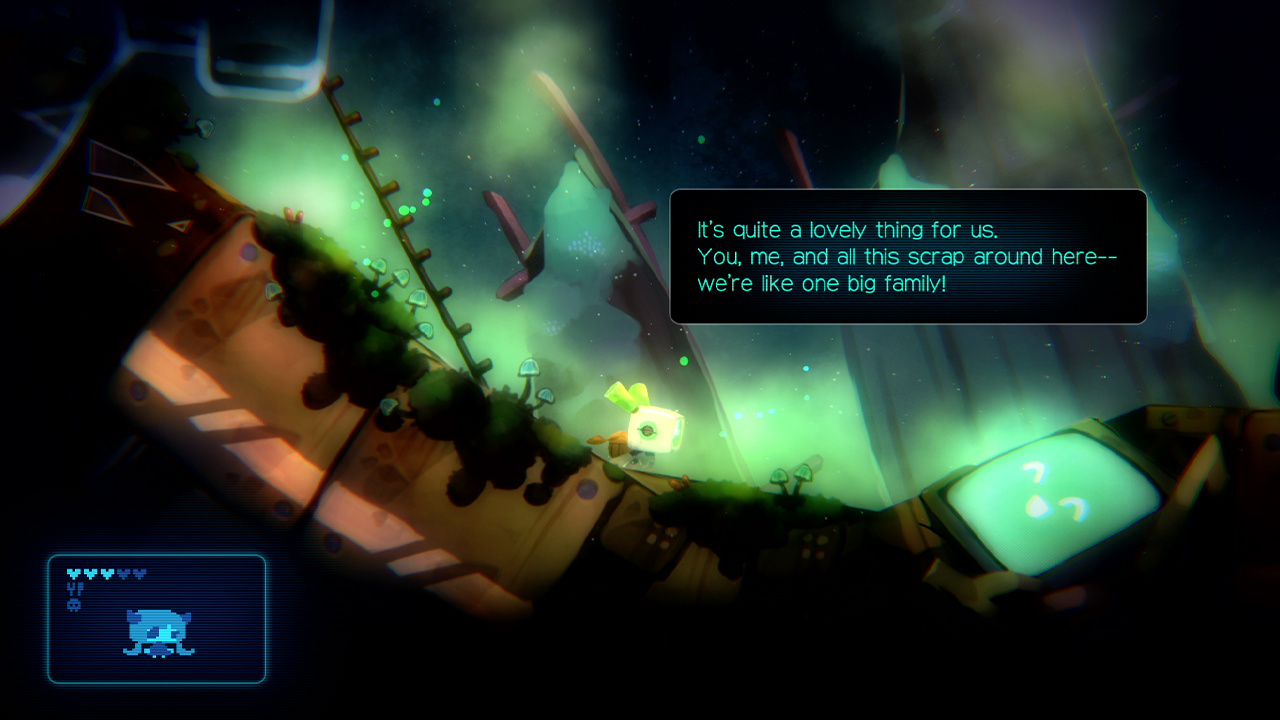 It's quite a lovely thing for us.
You, me, and all this scrap around here--
we're like one big family!